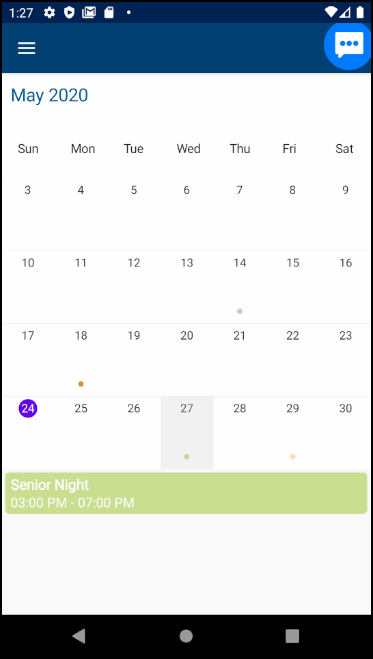 1:27
May 2020
Sun Mon Tue Wed Thu Fri Sat
3 4 5 6 7 8 9
10 11 12 13 14 15 16
17 18 19 20 21 22 23
24 25 26 27 28 29 30
Senior Night
03:00 PM - 07:00 PM